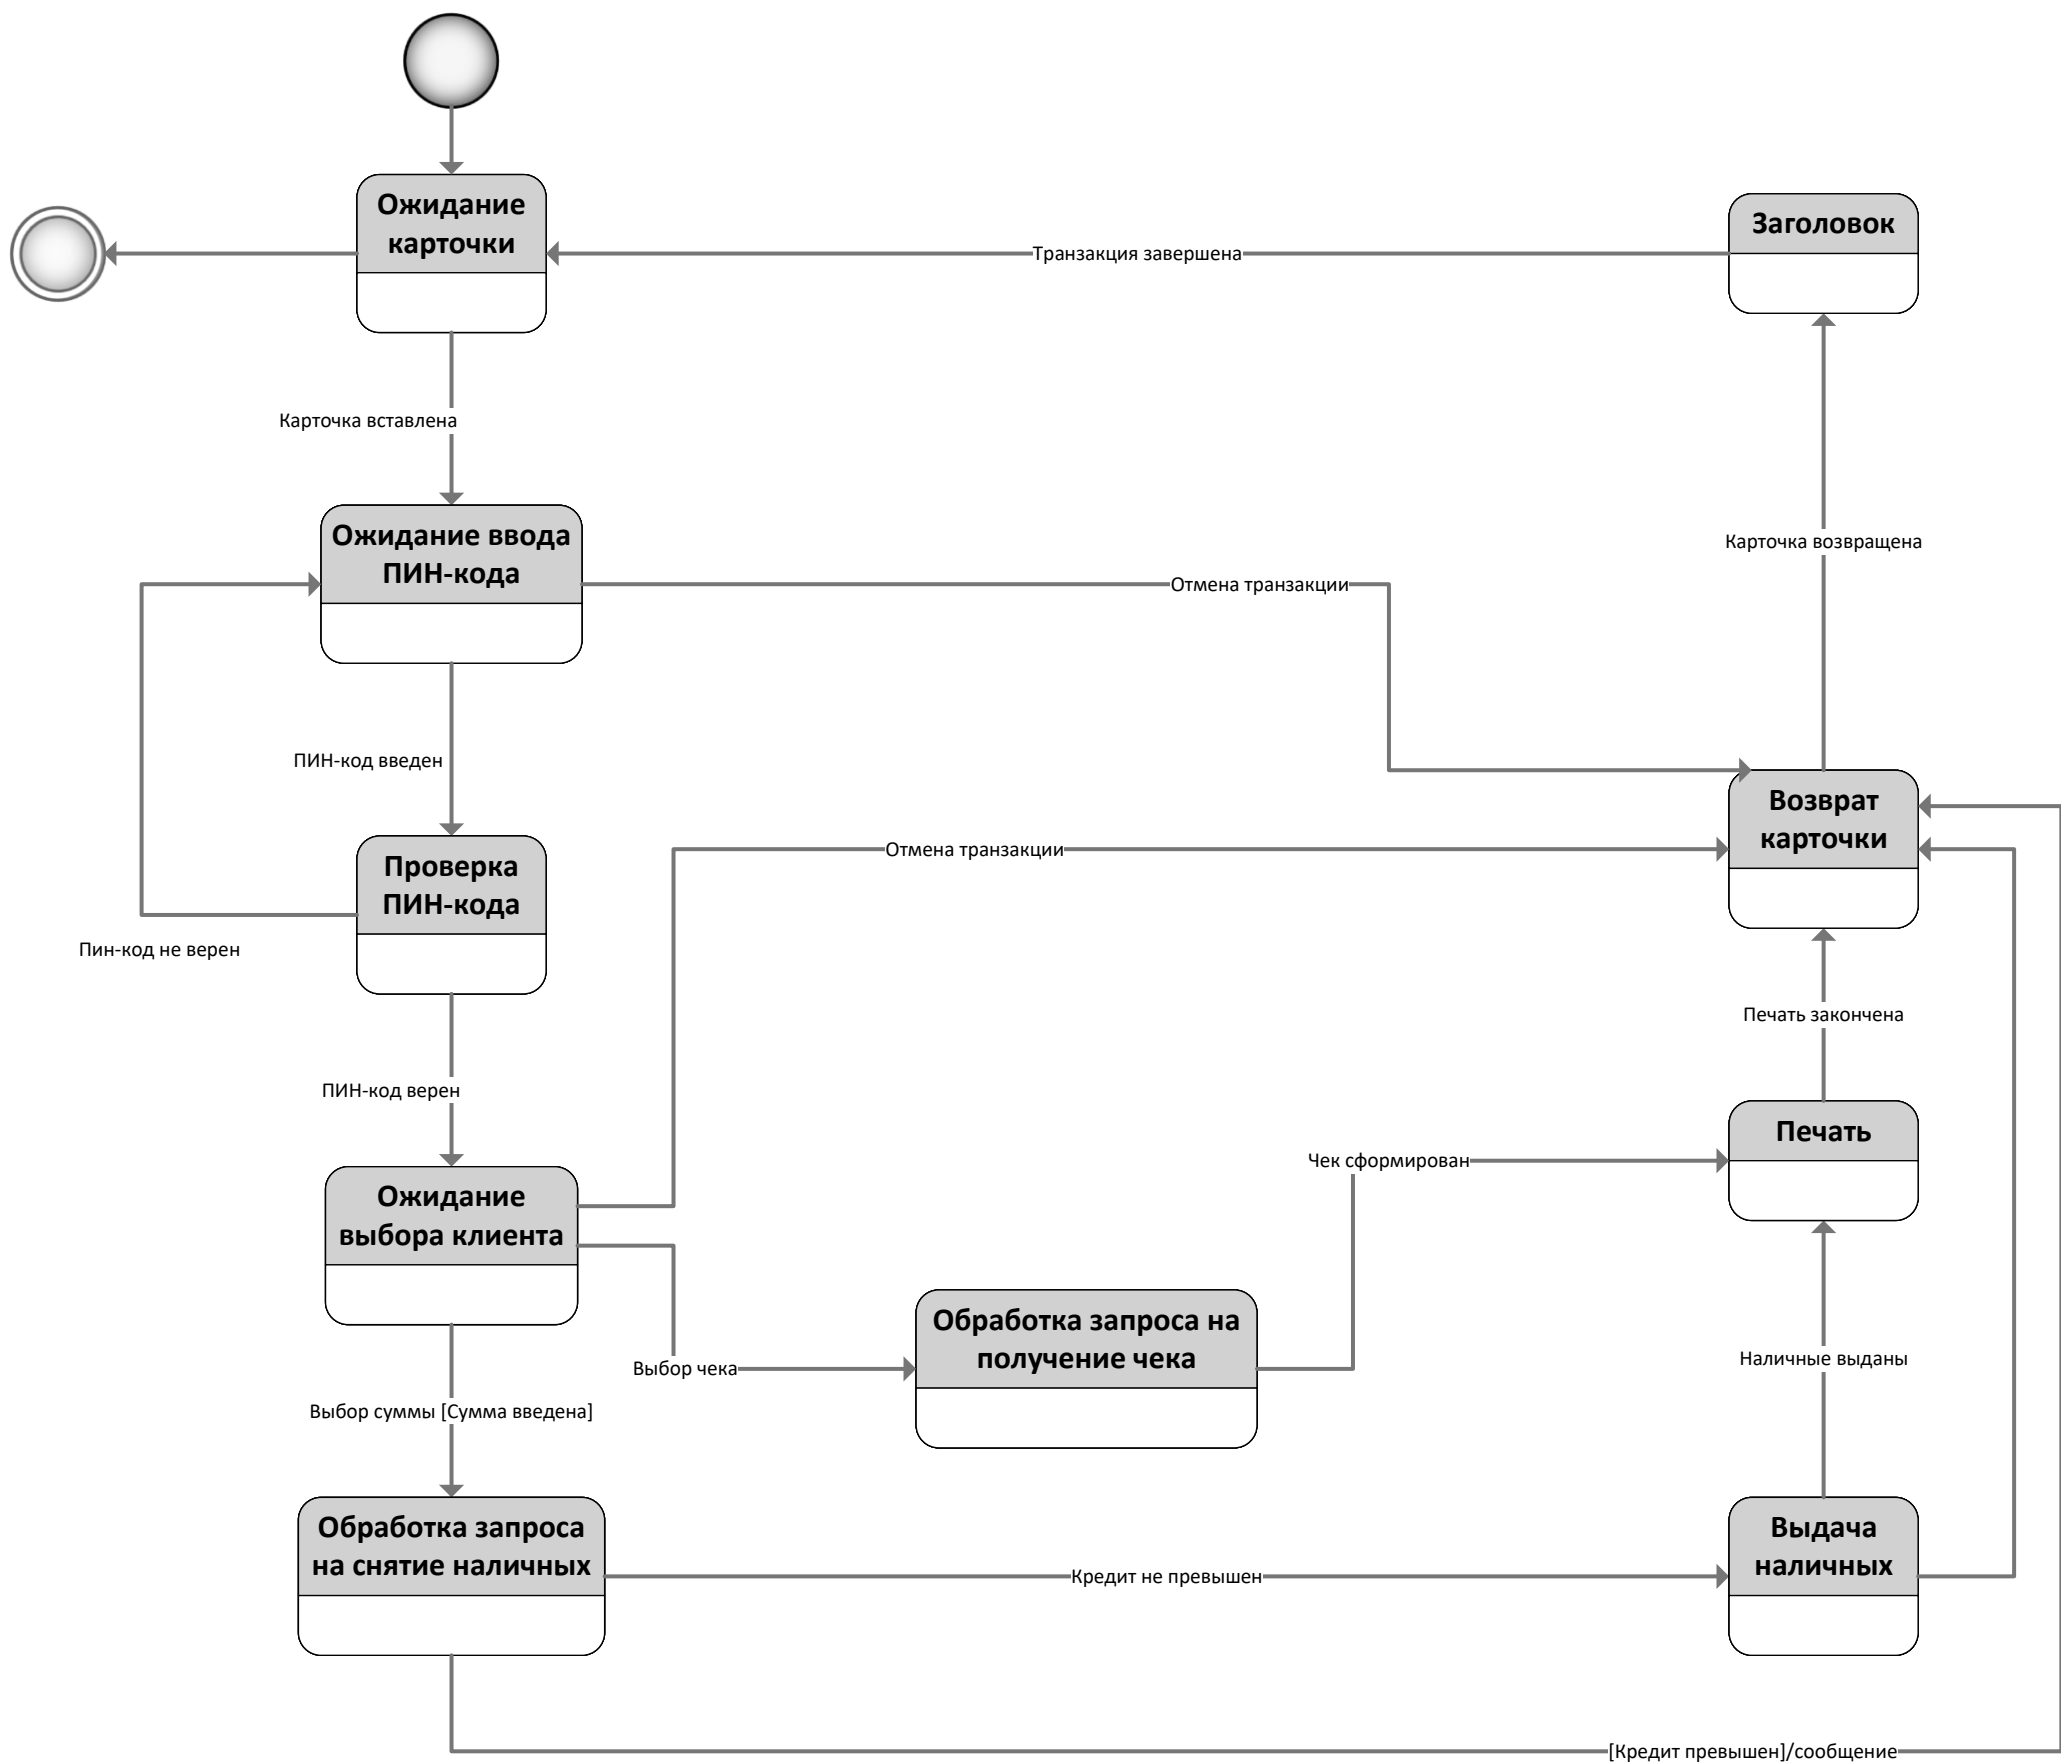 Ожидание
карточки
Заголовок
Транзакция завершена
Карточка вставлена
Ожидание ввода
ПИН-кода
Карточка возвращена
Отмена транзакции
ПИН-код введен
Возврат
карточки
Проверка
ПИН-кода
Отмена транзакции
Пин-код не верен
Печать закончена
ПИН-код верен
Печать
Чек сформирован
Ожидание
выбора клиента
Обработка запроса на
получение чека
Выбор чека
Наличные выданы
Выбор суммы [Сумма введена]
Обработка запроса
на снятие наличных
Выдача
наличных
Кредит не превышен
[Кредит превышен]/сообщение